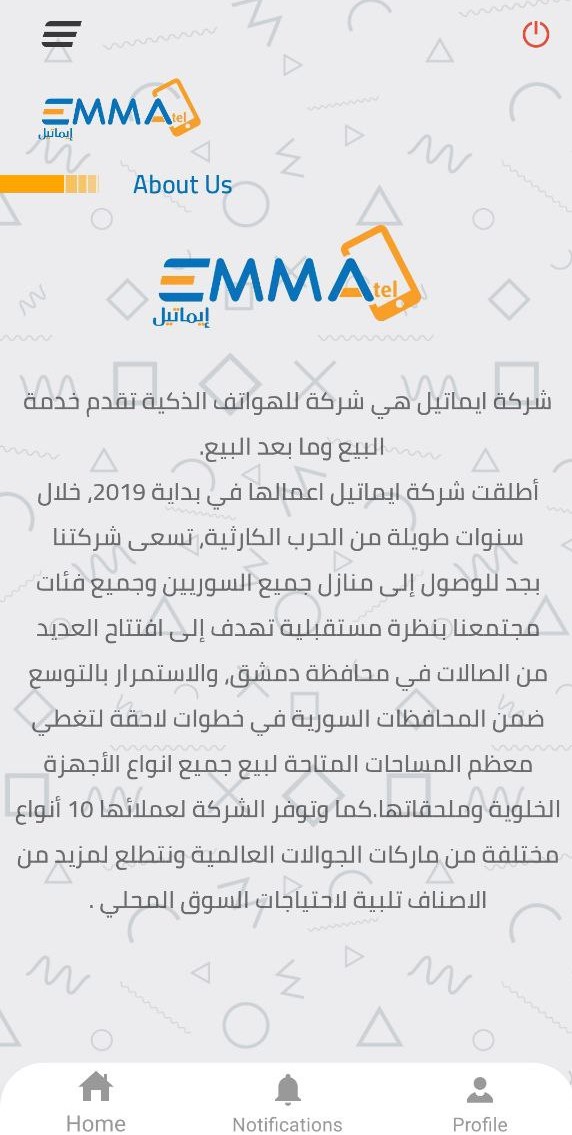 EMMA tel
إيماتيل
About Us
EMMA tel
إيماتيل
شركة ايماتيل هي شركة للهواتف الذكية تقدم خدمة
البيع وما بعد البيع.
أطلقت شركة ايماتيل اعمالها في بداية 2019، خلال
سنوات طويلة من الحرب الكارثية، تسعى شركتنا
بجد للوصول إلى منازل جميع السوريين وجميع فئات
مجتمعنا بنظرة مستقبلية تهدف إلى افتتاح العديد
من الصالات في محافظة دمشق، والاستمرار بالتوسع
ضمن المحافظات السورية في خطوات لاحقة لتغطي
معظم المساحات المتاحة لبيع جميع انواع الأجهزة
الخلوية وملحقاتها.كما وتوفر الشركة لعملائها 10 أنواع
مختلفة من ماركات الجوالات العالمية ونتطلع لمزيد من
الاصناف تلبية لاحتياجات السوق المحلي .
Home
Notifications
Profile